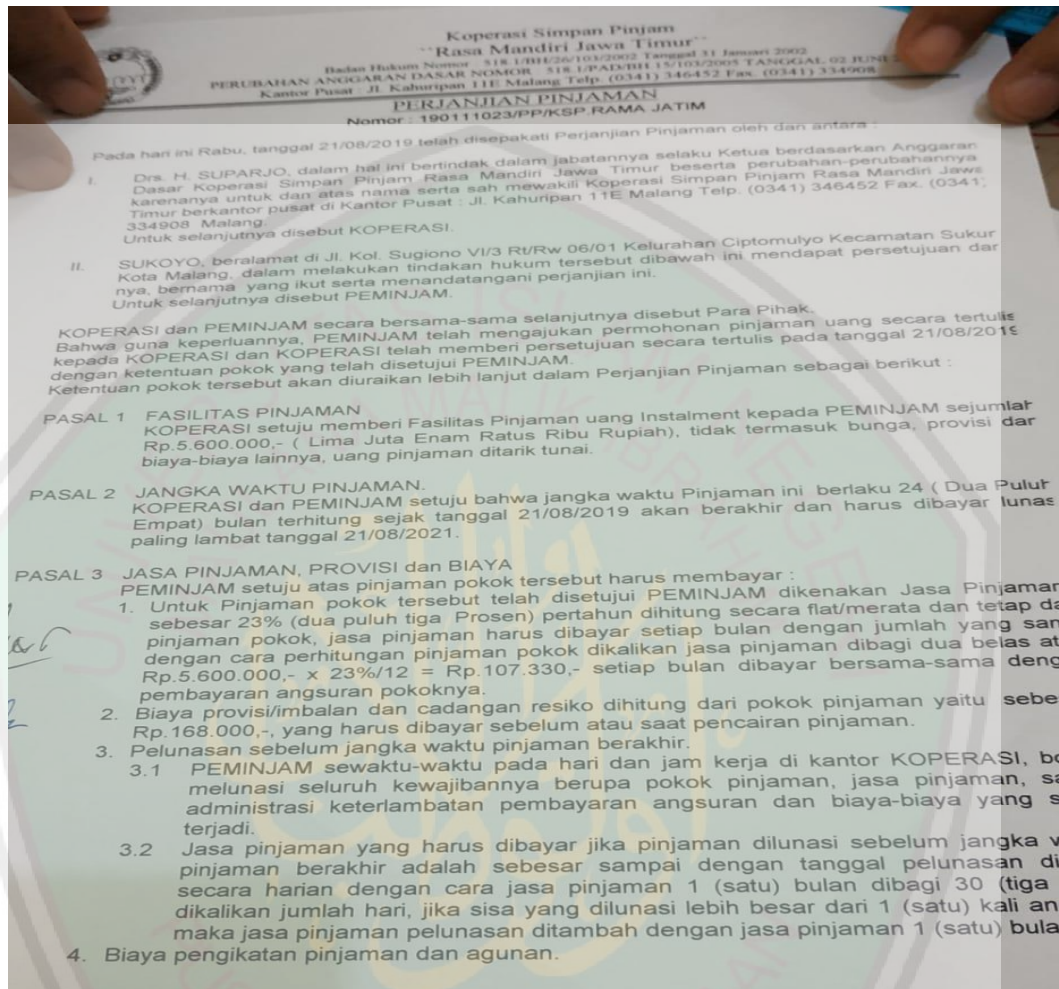 Koperasi Simpan Pinjam
"Rasa Mandiri Jawa Timur"
Badan Hukum Nomor 518.1/BH/26/103/2002 Tanggal 31 Januari 2002
PERUBAHAN ANGGARAN DASAR NOMOR 518.1/PAD/BH.15/103/2005 TANGGAL 02 JUNI
Kantor Pusat : Jl. Kahuripan 11E Malang Telp. (0341) 346452 Fax. (0341) 334908
PERJANJIAN PINJAMAN
Nomor : 190111023/PP/KSP.RAMA JATIM
Pada hari ini Rabu, tanggal 21/08/2019 telah disepakati Perjanjian Pinjaman oleh dan antara :
I. Drs. H. SUPARJO, dalam hal ini bertindak dalam jabatannya selaku Ketua berdasarkan Anggaran
Dasar Koperasi Simpan Pinjam Rasa Mandiri Jawa Timur beserta perubahan-perubahannya
karenanya untuk dan atas nama serta sah mewakili Koperasi Simpan Pinjam Rasa Mandiri Jawa
Timur berkantor pusat di Kantor Pusat : Jl. Kahuripan 11E Malang Telp. (0341) 346452 Fax. (0341)
334908 Malang.
Untuk selanjutnya disebut KOPERASI.
II. SUKOYO, beralamat di Jl. Kol. Sugiono VI/3 Rt/Rw 06/01 Kelurahan Ciptomulyo Kecamatan Sukur
Kota Malang, dalam melakukan tindakan hukum tersebut dibawah ini mendapat persetujuan dar
nya, bernama yang ikut serta menandatangani perjanjian ini.
Untuk selanjutnya disebut PEMINJAM.
KOPERASI dan PEMINJAM secara bersama-sama selanjutnya disebut Para Pihak.
Bahwa guna keperluannya, PEMINJAM telah mengajukan permohonan pinjaman uang secara tertulis
kepada KOPERASI dan KOPERASI telah memberi persetujuan secara tertulis pada tanggal 21/08/2019
dengan ketentuan pokok yang telah disetujui PEMINJAM.
Ketentuan pokok tersebut akan diuraikan lebih lanjut dalam Perjanjian Pinjaman sebagai berikut :
PASAL 1 FASILITAS PINJAMAN
KOPERASI setuju memberi Fasilitas Pinjaman uang Instalment kepada PEMINJAM sejumlah
Rp.5.600.000,- ( Lima Juta Enam Ratus Ribu Rupiah), tidak termasuk bunga, provisi dar
biaya-biaya lainnya, uang pinjaman ditarik tunai.
PASAL 2 JANGKA WAKTU PINJAMAN.
KOPERASI dan PEMINJAM setuju bahwa jangka waktu Pinjaman ini berlaku 24 ( Dua Puluh
Empat) bulan terhitung sejak tanggal 21/08/2019 akan berakhir dan harus dibayar lunas
paling lambat tanggal 21/08/2021.
PASAL 3 JASA PINJAMAN, PROVISI dan BIAYA
PEMINJAM setuju atas pinjaman pokok tersebut harus membayar :
1. Untuk Pinjaman pokok tersebut telah disetujui PEMINJAM dikenakan Jasa Pinjaman
sebesar 23% (dua puluh tiga Prosen) pertahun dihitung secara flat/merata dan tetap da
pinjaman pokok, jasa pinjaman harus dibayar setiap bulan dengan jumlah yang sam
dengan cara perhitungan pinjaman pokok dikalikan jasa pinjaman dibagi dua belas at
Rp.5.600.000,- x 23%/12 = Rp.107.330,- setiap bulan dibayar bersama-sama deng
pembayaran angsuran pokoknya.
2. Biaya provisi/imbalan dan cadangan resiko dihitung dari pokok pinjaman yaitu sebe
Rp.168.000,-, yang harus dibayar sebelum atau saat pencairan pinjaman.
3. Pelunasan sebelum jangka waktu pinjaman berakhir.
3.1 PEMINJAM sewaktu-waktu pada hari dan jam kerja di kantor KOPERASI, bo
melunasi seluruh kewajibannya berupa pokok pinjaman, jasa pinjaman, sa
administrasi keterlambatan pembayaran angsuran dan biaya-biaya yang s
terjadi.
3.2 Jasa pinjaman yang harus dibayar jika pinjaman dilunasi sebelum jangka w
pinjaman berakhir adalah sebesar sampai dengan tanggal pelunasan di
secara harian dengan cara jasa pinjaman 1 (satu) bulan dibagi 30 (tiga
dikalikan jumlah hari, jika sisa yang dilunasi lebih besar dari 1 (satu) kali an
maka jasa pinjaman pelunasan ditambah dengan jasa pinjaman 1 (satu) bula
4. Biaya pengikatan pinjaman dan agunan.